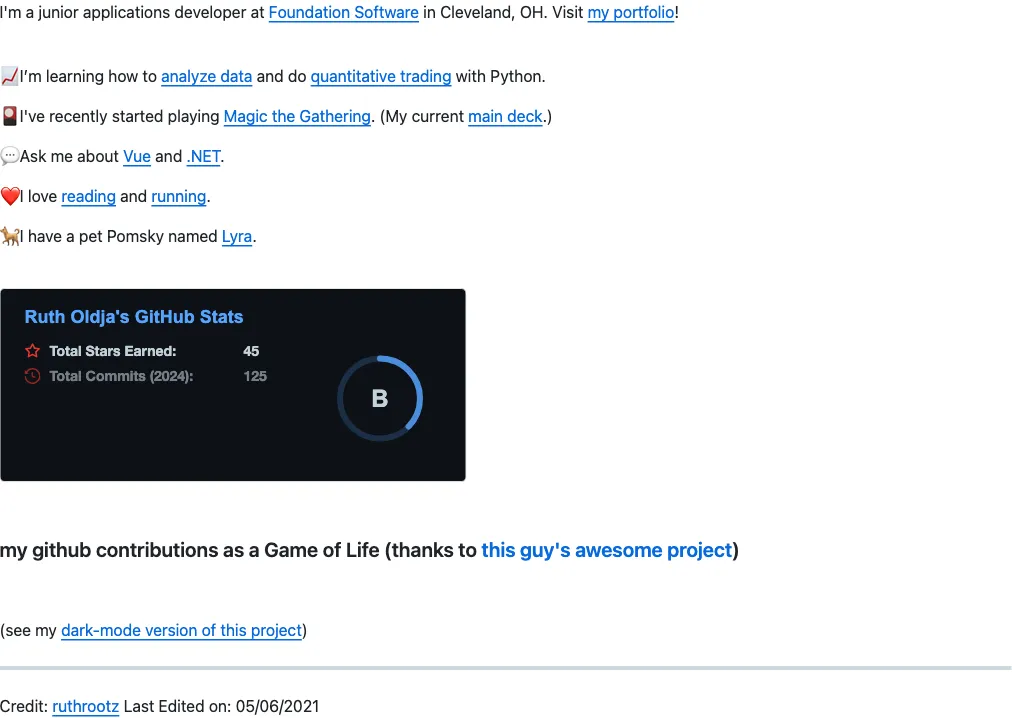 I'm a junior applications developer at Foundation Software in Cleveland, OH. Visit my portfolio!
📈I’m learning how to analyze data and do quantitative trading with Python.
🎴I've recently started playing Magic the Gathering. (My current main deck.)
💬Ask me about Vue and .NET.
❤️I love reading and running.
🐕I have a pet Pomsky named Lyra.
Ruth Oldja's GitHub Stats
Total Stars Earned: 45
Total Commits (2024): 125
B
my github contributions as a Game of Life (thanks to this guy's awesome project)
(see my dark-mode version of this project)
Credit: ruthrootz Last Edited on: 05/06/2021